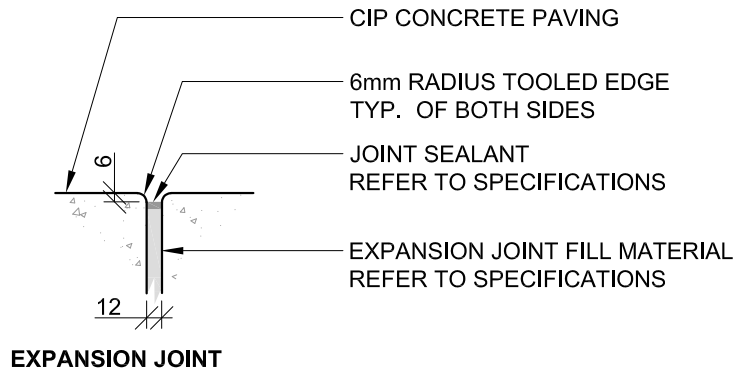 CIP CONCRETE PAVING
6mm RADIUS TOOLED EDGE
TYP. OF BOTH SIDES
JOINT SEALANT
REFER TO SPECIFICATIONS
6
EXPANSION JOINT FILL MATERIAL
REFER TO SPECIFICATIONS
12
EXPANSION JOINT